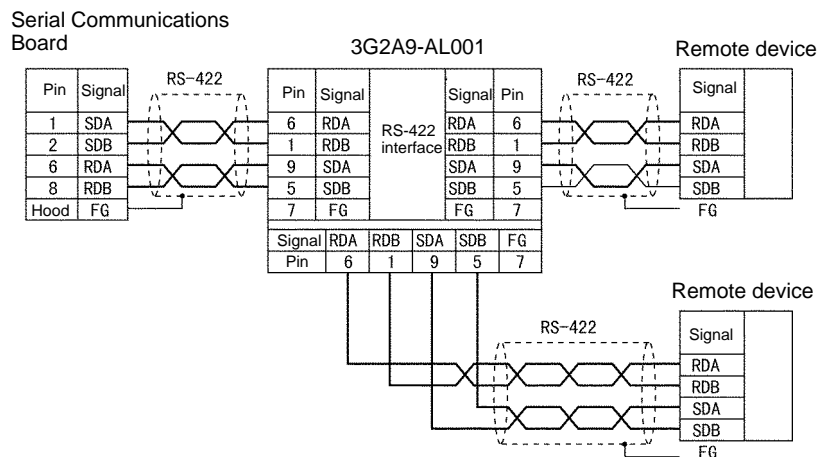 Serial Communications
Board
3G2A9-AL001
Remote device
Pin Signal
1 SDA
2 SDB
6 RDA
8 RDB
Hood FG
RS-422
Pin Signal Signal Pin
6 RDA RDA 6
1 RDB RDB 1
9 SDA SDA 9
5 SDB SDB 5
7 FG FG 7
RS-422
interface
Signal RDA RDB SDA SDB FG
Pin 6 1 9 5 7
RS-422
Signal
RDA
RDB
SDA
SDB
FG
Remote device
RS-422
Signal
RDA
RDB
SDA
SDB
FG